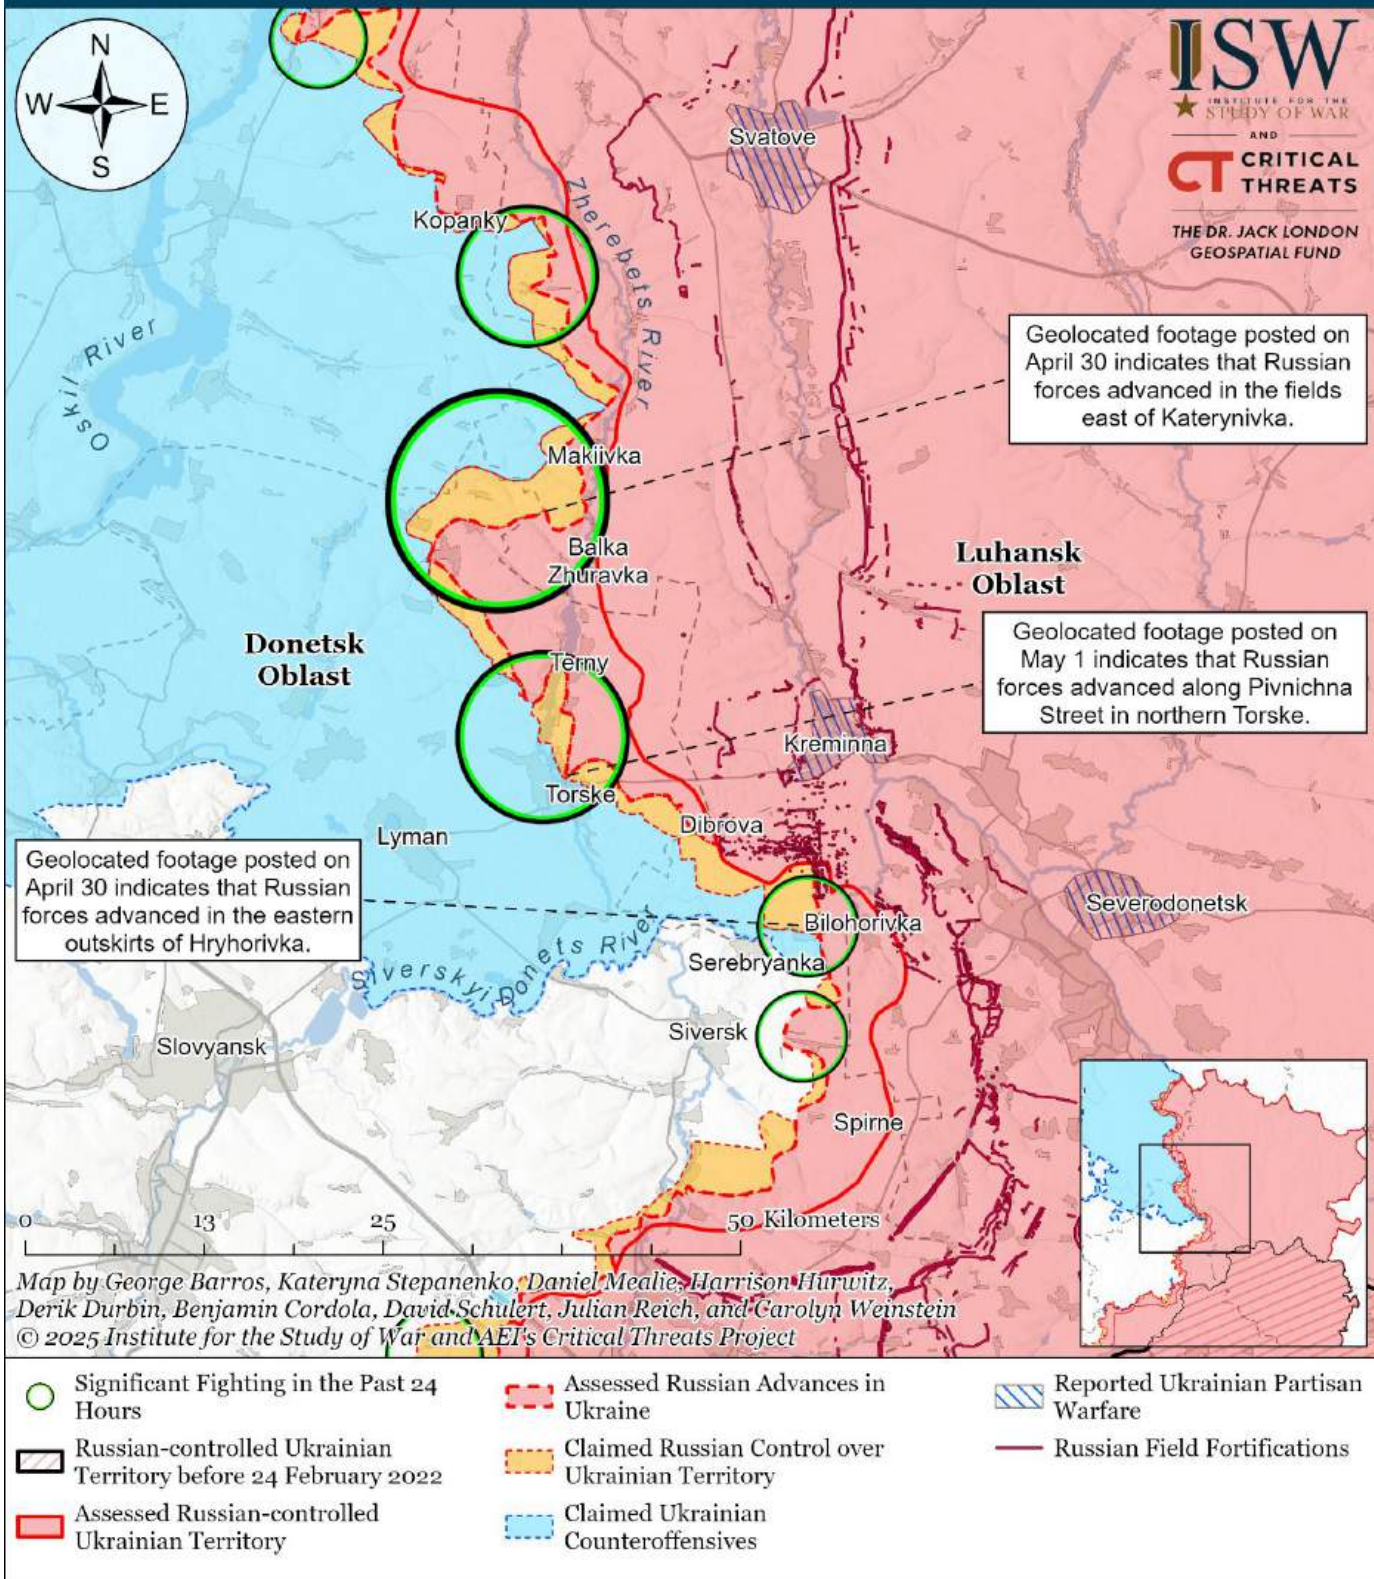 N
W
E
S
ISW
INSTITUTE FOR THE
STUDY OF WAR
AND
CT CRITICAL
THREATS
THE DR. JACK LONDON
GEOSPATIAL FUND
Svatove
Kopanky
Zherebets River
Oskil River
Geolocated footage posted on
April 30 indicates that Russian
forces advanced in the fields
east of Katerynivka.
Makiivka
Balka
Zhuravka
Luhansk
Oblast
Donetsk
Oblast
Geolocated footage posted on
May 1 indicates that Russian
forces advanced along Pivnichna
Street in northern Torske.
Terny
Kreminna
Torske
Dibrova
Lyman
Geolocated footage posted on
April 30 indicates that Russian
forces advanced in the eastern
outskirts of Hryhorivka.
Severodonetsk
Bilohorivka
Serebryanka
Siverskyi Donets River
Siversk
Slovyansk
Spirne
0 13 25 50 Kilometers
Map by George Barros, Kateryna Stepanenko, Daniel Mealie, Harrison Hurwitz,
Derik Durbin, Benjamin Cordola, David Schulert, Julian Reich, and Carolyn Weinstein
© 2025 Institute for the Study of War and AEI's Critical Threats Project
Significant Fighting in the Past 24
Hours
Russian-controlled Ukrainian
Territory before 24 February 2022
Assessed Russian-controlled
Ukrainian Territory
Assessed Russian Advances in
Ukraine
Claimed Russian Control over
Ukrainian Territory
Claimed Ukrainian
Counteroffensives
Reported Ukrainian Partisan
Warfare
Russian Field Fortifications